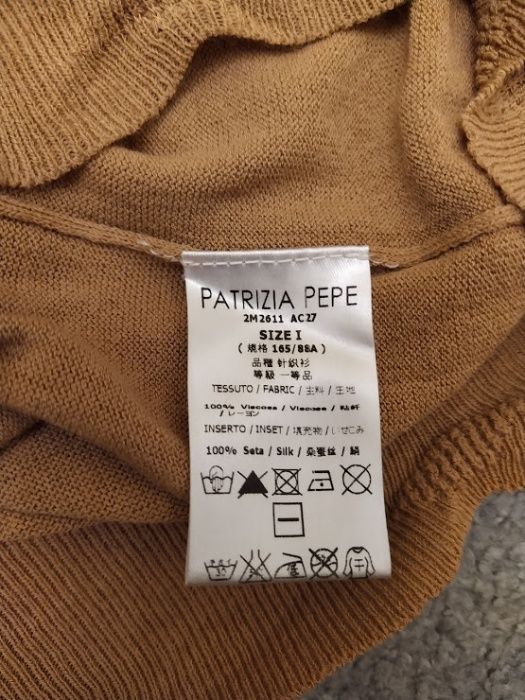 PATRIZIA PEPE
2M2611 AC27
SIZE I
( 規格 165/88A )
品種 针织衫
等級 一等品
TESSUTO / FABRIC / 主料 / 生地
100% Viscosa / Viscose / 粘纤
/ レーヨン
INSERTO / INSET / 填充物 / いせこみ
100% Seta / Silk / 桑蚕丝 / 絹